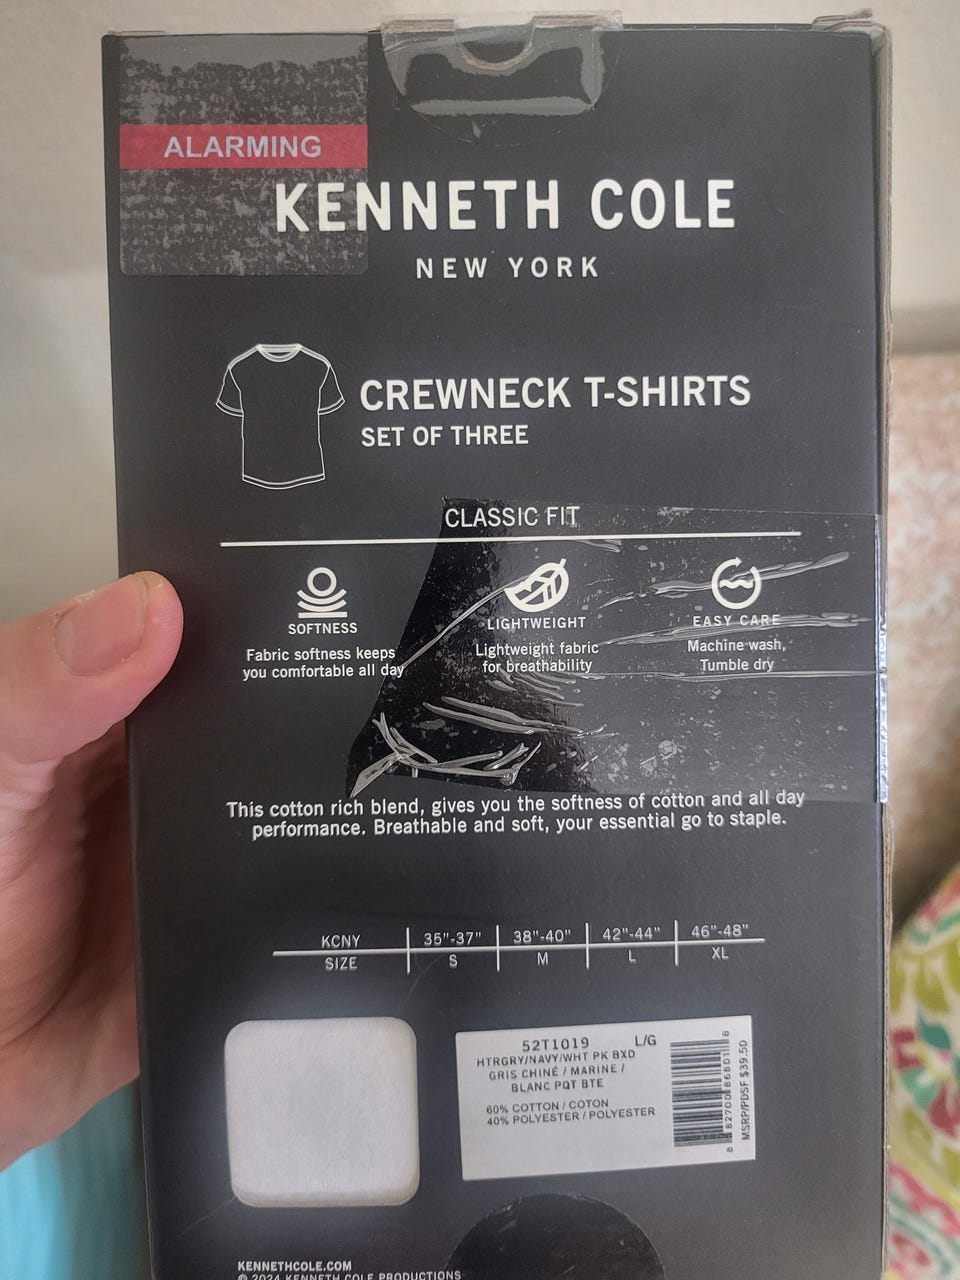 ALARMING
KENNETH COLE
NEW YORK
CREWNECK T-SHIRTS
SET OF THREE
CLASSIC FIT
SOFTNESS
Fabric softness keeps
you comfortable all day
LIGHTWEIGHT
Lightweight fabric
for breathability
EASY CARE
Machine wash,
Tumble dry
This cotton rich blend, gives you the softness of cotton and all day
performance. Breathable and soft, your essential go to staple.
KCNY 35"-37" 38"-40" 42"-44" 46"-48"
SIZE S M L XL
52T1019 L/G
HTRGRY/NAVY/WHT PK BXD
GRIS CHINÉ / MARINE /
BLANC PQT BTE
60% COTTON / COTON
40% POLYESTER / POLYESTER
8 82700 86801 8
MSRP/PDSF $39.50
KENNETHCOLE.COM
© 2024 KENNETH COLE PRODUCTIONS